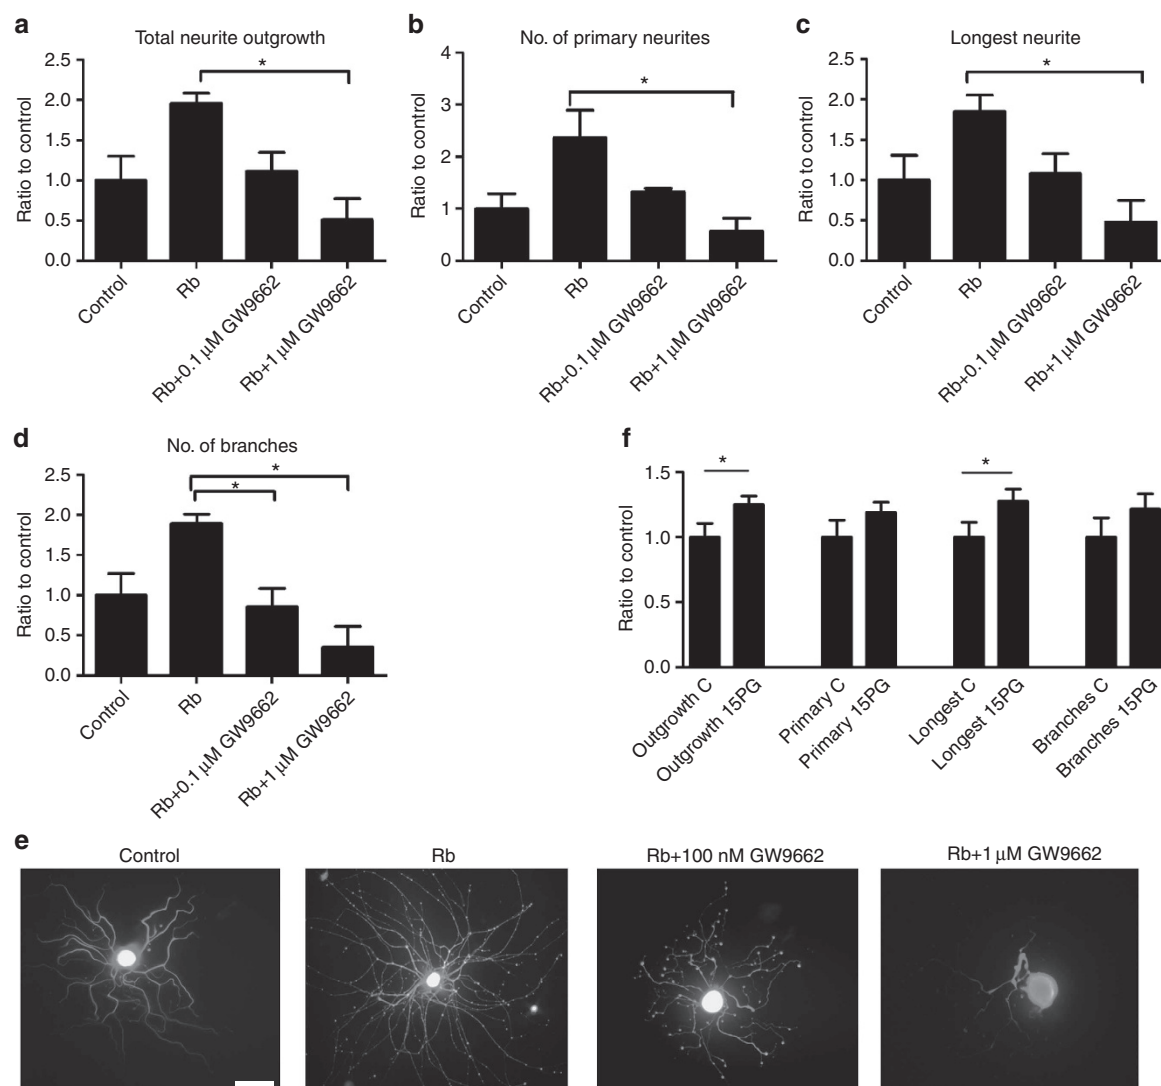 a
Total neurite outgrowth
Ratio to control
2.5
2.0
1.5
1.0
0.5
0.0
*
Control
Rb
Rb+0.1 µM GW9662
Rb+1 µM GW9662
b
No. of primary neurites
Ratio to control
4
3
2
1
0
*
Control
Rb
Rb+0.1 µM GW9662
Rb+1 µM GW9662
c
Longest neurite
Ratio to control
2.5
2.0
1.5
1.0
0.5
0.0
*
Control
Rb
Rb+0.1 µM GW9662
Rb+1 µM GW9662
d
No. of branches
Ratio to control
2.5
2.0
1.5
1.0
0.5
0.0
*
*
Control
Rb
Rb+0.1 µM GW9662
Rb+1 µM GW9662
f
Ratio to control
1.5
1.0
0.5
0.0
*
*
Outgrowth C
Outgrowth 15PG
Primary C
Primary 15PG
Longest C
Longest 15PG
Branches C
Branches 15PG
e
Control
Rb
Rb+100 nM GW9662
Rb+1 µM GW9662